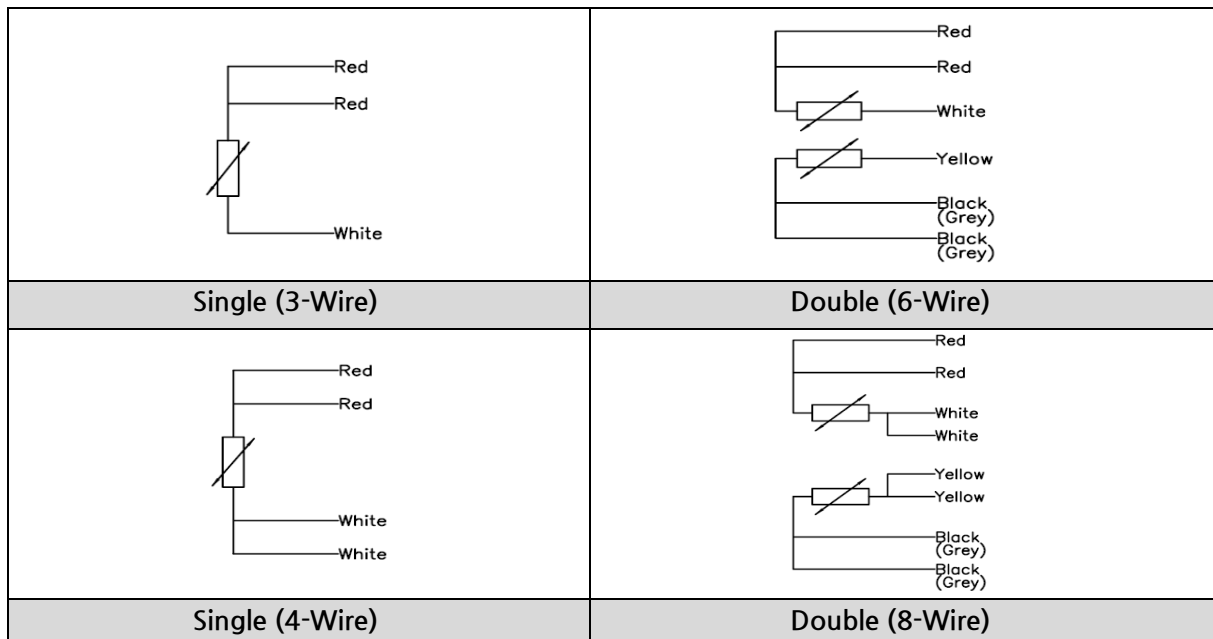 Red
Red
White
Single (3-Wire)
Red
Red
White
Yellow
Black
(Grey)
Black
(Grey)
Double (6-Wire)
Red
Red
White
White
Single (4-Wire)
Red
Red
White
White
Yellow
Yellow
Black
(Grey)
Black
(Grey)
Double (8-Wire)